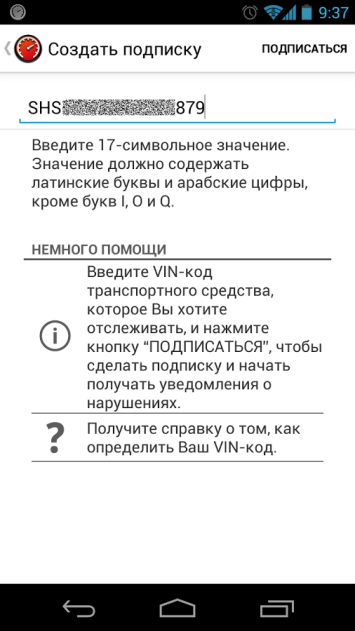 9:37
Создать подписку ПОДПИСАТЬСЯ
SHS 879
Введите 17-символьное значение.
Значение должно содержать
латинские буквы и арабские цифры,
кроме букв I, O и Q.
НЕМНОГО ПОМОЩИ
Введите VIN-код
транспортного средства,
которое Вы хотите
отслеживать, и нажмите
кнопку “ПОДПИСАТЬСЯ”, чтобы
сделать подписку и начать
получать уведомления о
нарушениях.
Получите справку о том, как
определить Ваш VIN-код.